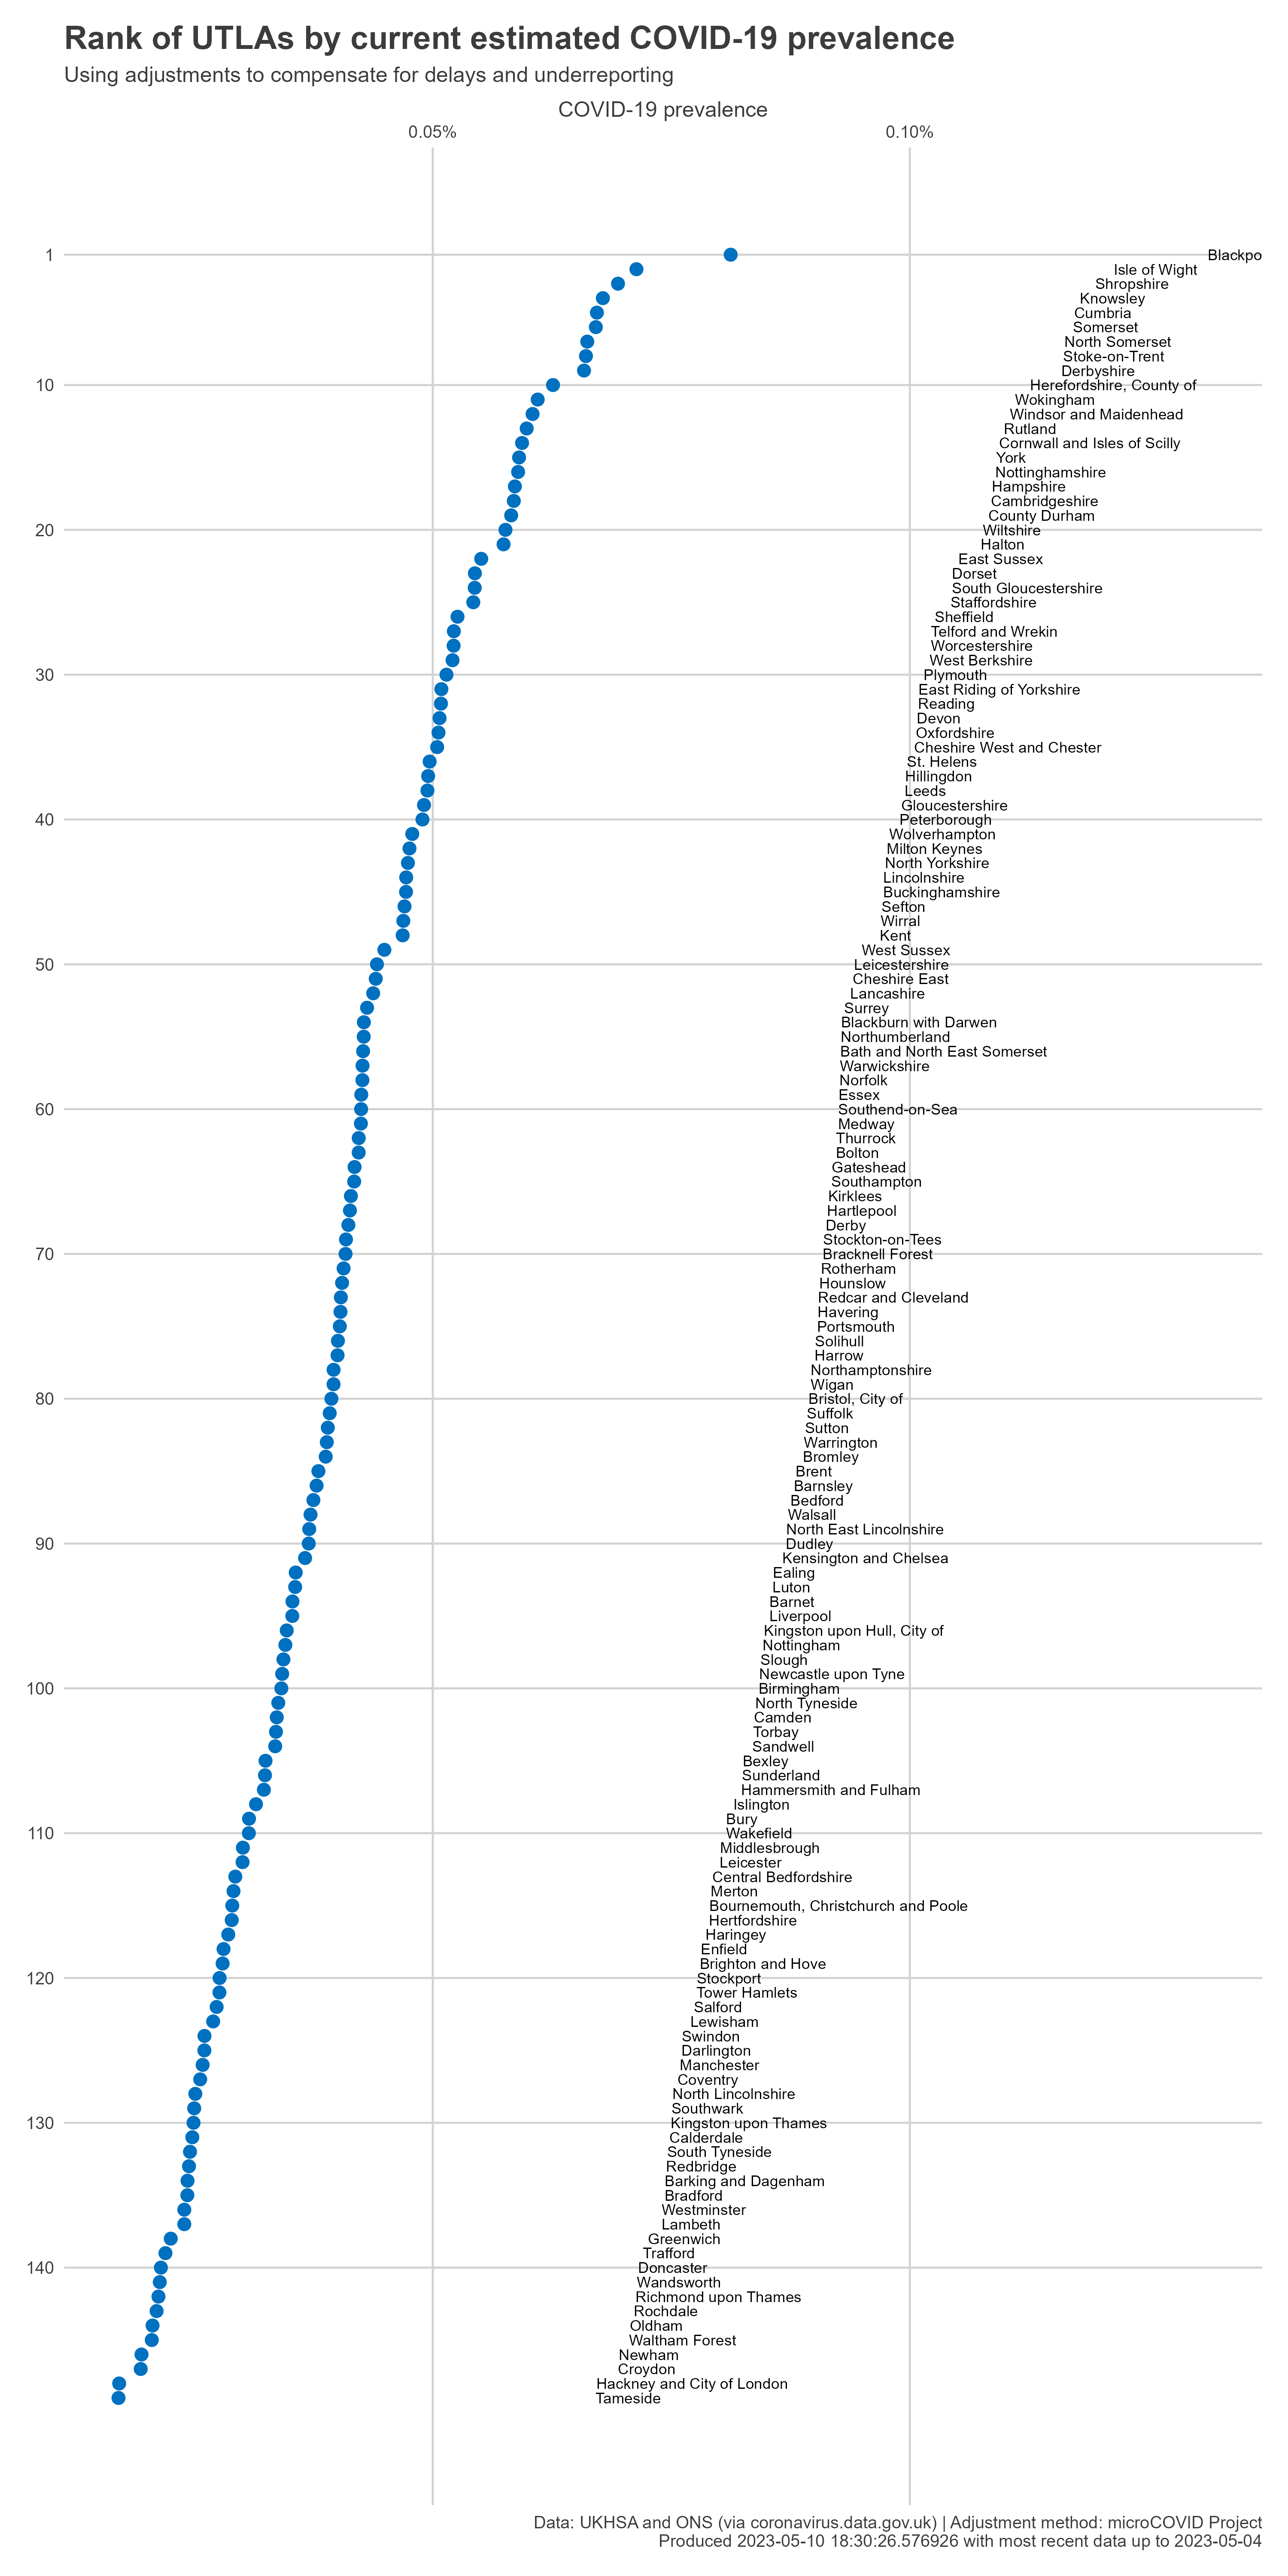 Rank of UTLAs by current estimated COVID-19 prevalence
Using adjustments to compensate for delays and underreporting
COVID-19 prevalence
0.05% 0.10%
1 Blackpo
Isle of Wight
Shropshire
Knowsley
Cumbria
Somerset
North Somerset
Stoke-on-Trent
Derbyshire
10 Herefordshire, County of
Wokingham
Windsor and Maidenhead
Rutland
Cornwall and Isles of Scilly
York
Nottinghamshire
Hampshire
Cambridgeshire
County Durham
20 Wiltshire
Halton
East Sussex
Dorset
South Gloucestershire
Staffordshire
Sheffield
Telford and Wrekin
Worcestershire
West Berkshire
30 Plymouth
East Riding of Yorkshire
Reading
Devon
Oxfordshire
Cheshire West and Chester
St. Helens
Hillingdon
Leeds
Gloucestershire
40 Peterborough
Wolverhampton
Milton Keynes
North Yorkshire
Lincolnshire
Buckinghamshire
Sefton
Wirral
Kent
West Sussex
50 Leicestershire
Cheshire East
Lancashire
Surrey
Blackburn with Darwen
Northumberland
Bath and North East Somerset
Warwickshire
Norfolk
Essex
60 Southend-on-Sea
Medway
Thurrock
Bolton
Gateshead
Southampton
Kirklees
Hartlepool
Derby
Stockton-on-Tees
70 Bracknell Forest
Rotherham
Hounslow
Redcar and Cleveland
Havering
Portsmouth
Solihull
Harrow
Northamptonshire
Wigan
80 Bristol, City of
Suffolk
Sutton
Warrington
Bromley
Brent
Barnsley
Bedford
Walsall
North East Lincolnshire
90 Dudley
Kensington and Chelsea
Ealing
Luton
Barnet
Liverpool
Kingston upon Hull, City of
Nottingham
Slough
Newcastle upon Tyne
100 Birmingham
North Tyneside
Camden
Torbay
Sandwell
Bexley
Sunderland
Hammersmith and Fulham
Islington
Bury
110 Wakefield
Middlesbrough
Leicester
Central Bedfordshire
Merton
Bournemouth, Christchurch and Poole
Hertfordshire
Haringey
Enfield
Brighton and Hove
120 Stockport
Tower Hamlets
Salford
Lewisham
Swindon
Darlington
Manchester
Coventry
North Lincolnshire
Southwark
130 Kingston upon Thames
Calderdale
South Tyneside
Redbridge
Barking and Dagenham
Bradford
Westminster
Lambeth
Greenwich
Trafford
140 Doncaster
Wandsworth
Richmond upon Thames
Rochdale
Oldham
Waltham Forest
Newham
Croydon
Hackney and City of London
Tameside
Data: UKHSA and ONS (via coronavirus.data.gov.uk) | Adjustment method: microCOVID Project
Produced 2023-05-10 18:30:26.576926 with most recent data up to 2023-05-04